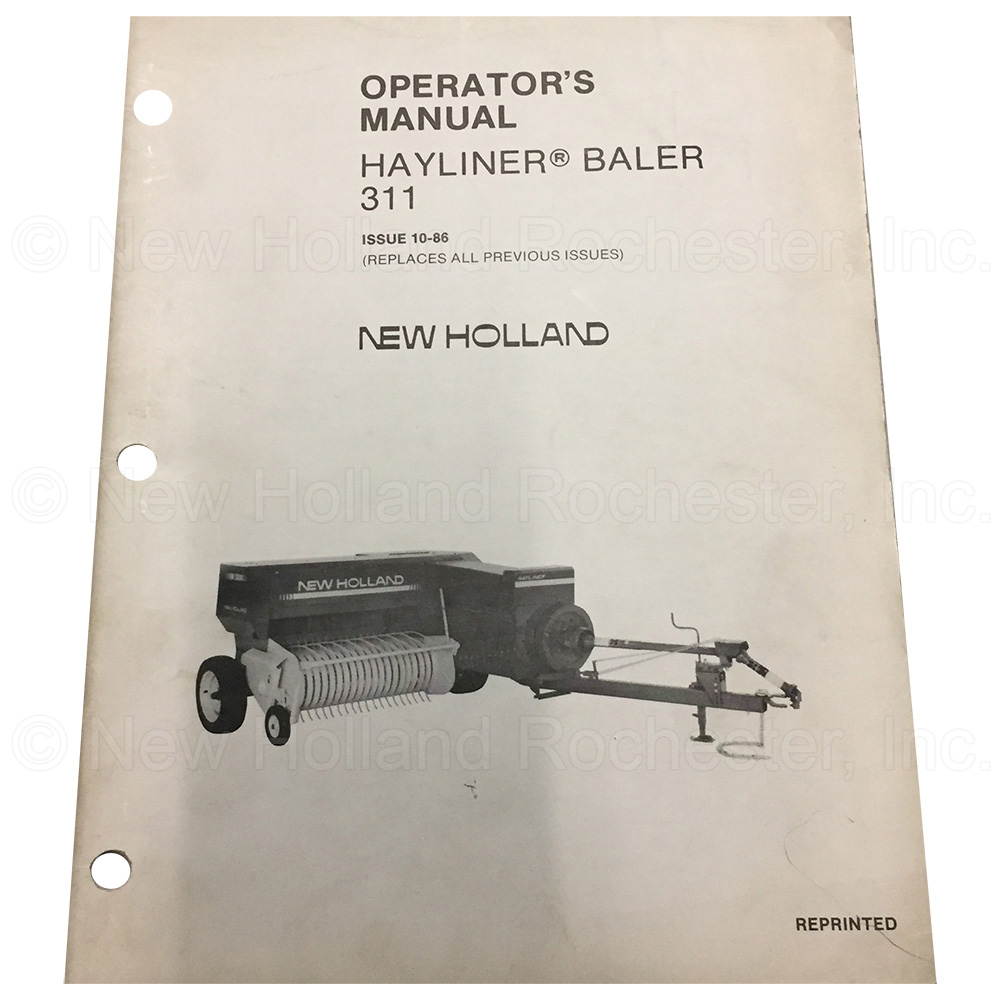 OPERATOR'S
MANUAL
HAYLINER® BALER
311
ISSUE 10-86
(REPLACES ALL PREVIOUS ISSUES)
© New Holland Rochester, Inc.
NEW HOLLAND
© New Holland Rochester, Inc.
NEW HOLLAND
HAYLINER
© New Holland Rochester, Inc.
REPRINTED